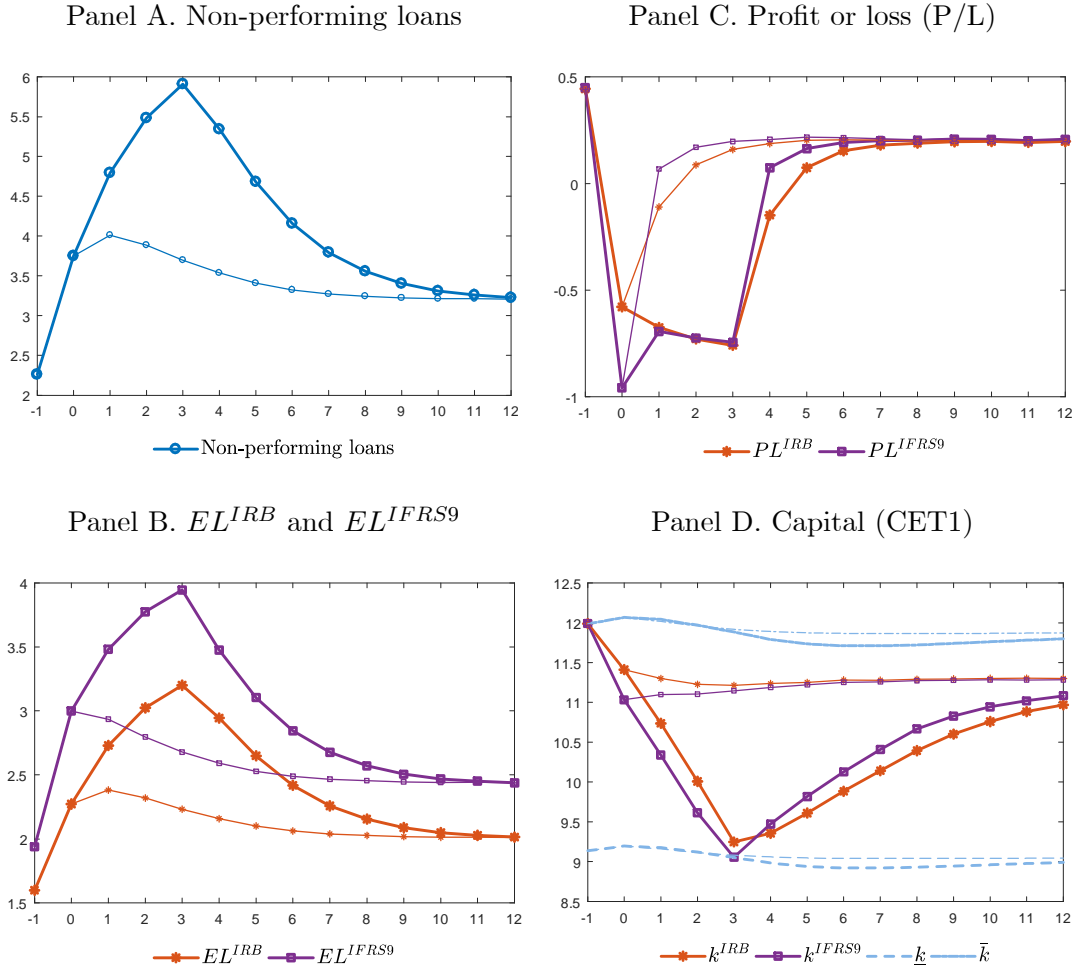 Panel A. Non-performing loans
6
5.5
5
4.5
4
3.5
3
2.5
2
-1 0 1 2 3 4 5 6 7 8 9 10 11 12
Non-performing loans
Panel C. Profit or loss (P/L)
0.5
0
-0.5
-1
-1 0 1 2 3 4 5 6 7 8 9 10 11 12
PL^{IRB} PL^{IFRS9}
Panel B. EL^{IRB} and EL^{IFRS9}
4
3.5
3
2.5
2
1.5
-1 0 1 2 3 4 5 6 7 8 9 10 11 12
EL^{IRB} EL^{IFRS9}
Panel D. Capital (CET1)
12.5
12
11.5
11
10.5
10
9.5
9
8.5
-1 0 1 2 3 4 5 6 7 8 9 10 11 12
k^{IRB} k^{IFRS9} \underline{k} \bar{k}